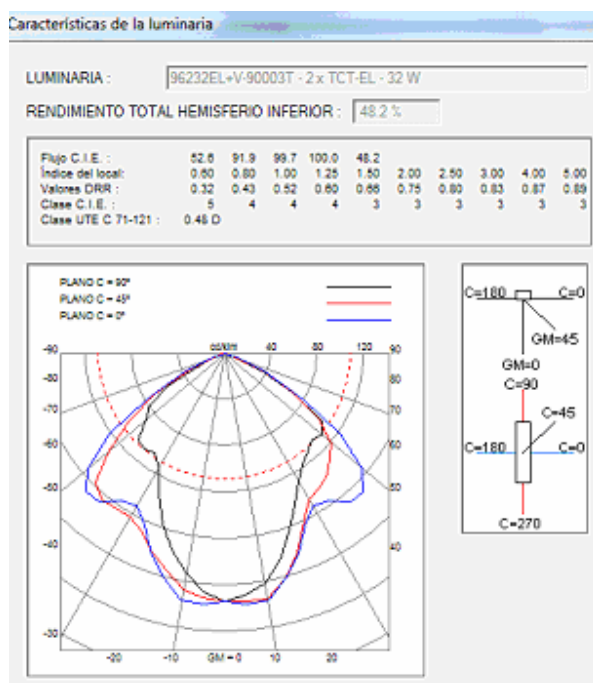 Características de la luminaria
LUMINARIA : 96232EL+V-90003T - 2 x TCT-EL - 32 W
RENDIMIENTO TOTAL HEMISFERIO INFERIOR : 48.2 %
Flujo C.I.E. : 52.6 91.9 99.7 100.0 48.2
Índice del local: 0.60 0.80 1.00 1.25 1.50 2.00 2.50 3.00 4.00 5.00
Valores DRR : 0.32 0.43 0.52 0.60 0.66 0.75 0.80 0.83 0.87 0.89
Clase C.I.E. : 5 4 4 4 3 3 3 3 3 3
Clase UTE C 71-121 : 0.48 D
PLANO C = 90º
PLANO C = 45º
PLANO C = 0º
-90 cd/klm 40 80 120 90
-80 80
-70 70
-60 60
-50 50
-40 40
-30
-20 -10 GM = 0 10 20
C=180 C=0
GM=45
GM=0
C=90
C=45
C=180 C=0
C=270